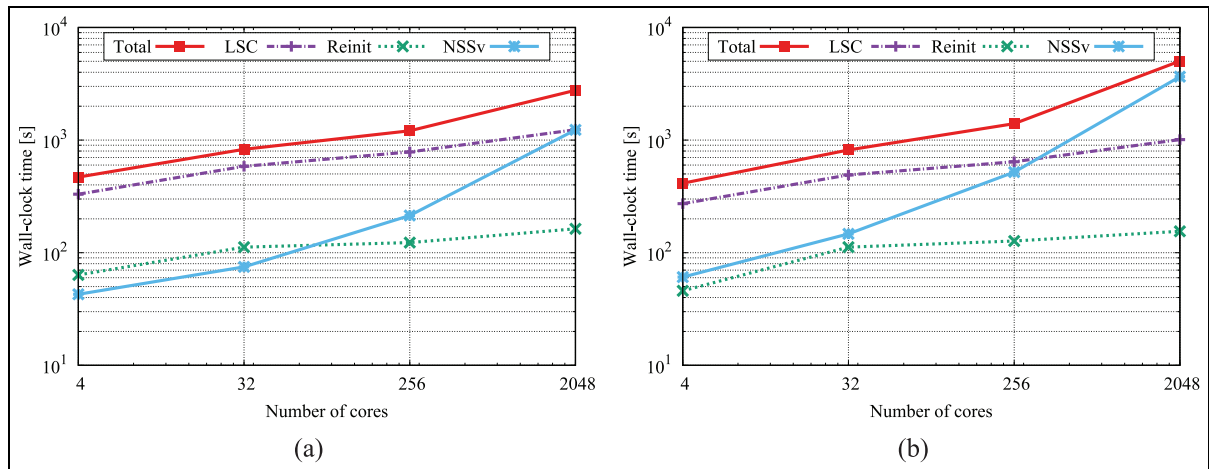 10^4
Total LSC Reinit NSSv
10^3
10^2
10^1
Wall-clock time [s]
4 32 256 2048
Number of cores
(a)
10^4
Total LSC Reinit NSSv
10^3
10^2
10^1
Wall-clock time [s]
4 32 256 2048
Number of cores
(b)